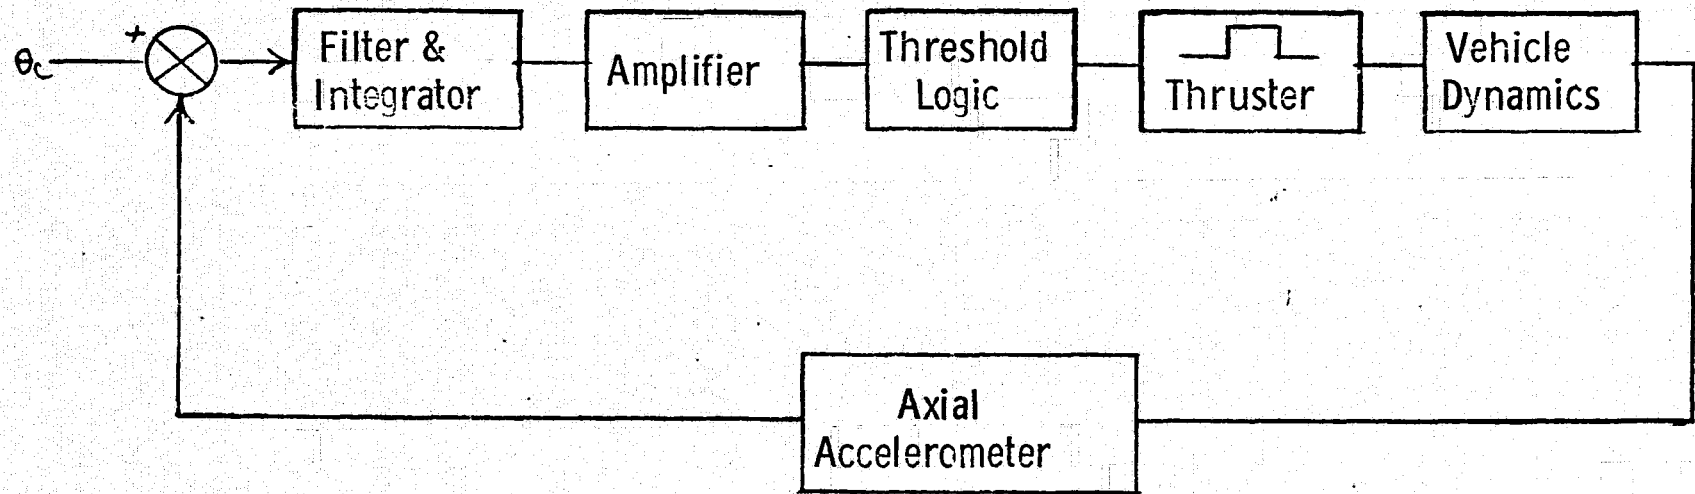 +
θc
Filter &
Integrator
Amplifier
Threshold
Logic
Thruster
Vehicle
Dynamics
Axial
Accelerometer